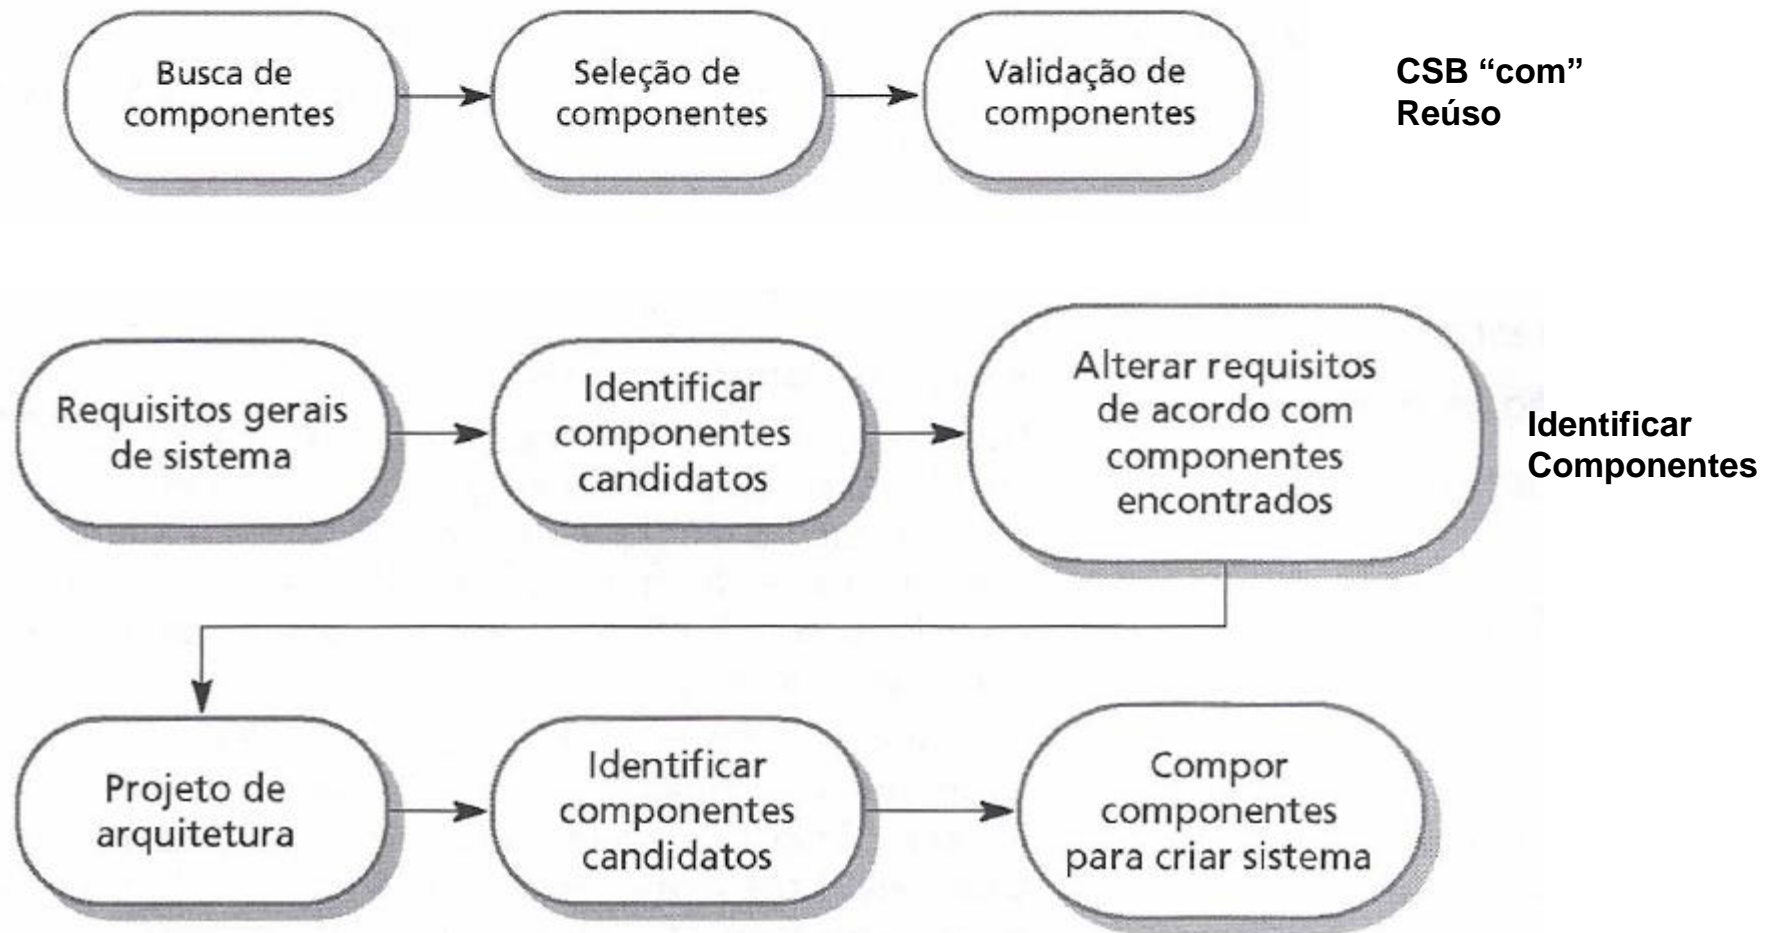 Busca de
componentes
Seleção de
componentes
Validação de
componentes
CSB “com”
Reúso
Requisitos gerais
de sistema
Identificar
componentes
candidatos
Alterar requisitos
de acordo com
componentes
encontrados
Identificar
Componentes
Projeto de
arquitetura
Identificar
componentes
candidatos
Compor
componentes
para criar sistema